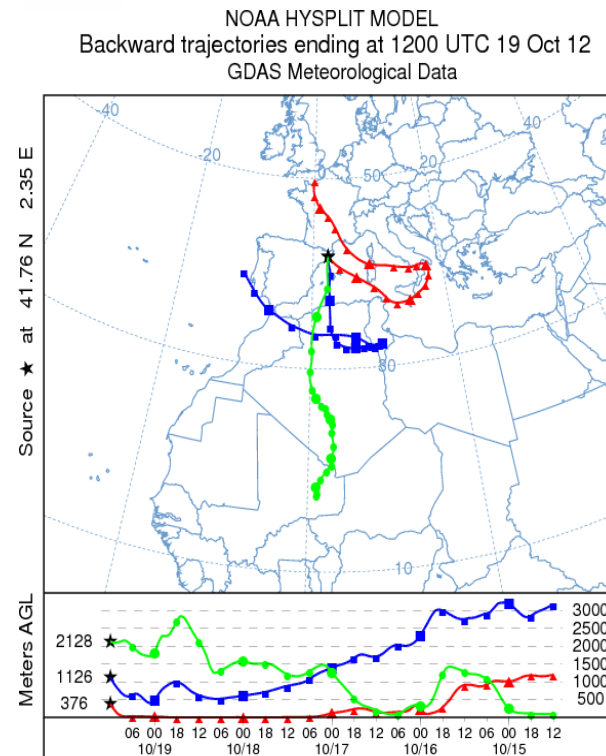 NOAA HYSPLIT MODEL
Backward trajectories ending at 1200 UTC 19 Oct 12
GDAS Meteorological Data
Source ★ at 41.76 N 2.35 E
40
20
0
50
20
40
30
10
Meters AGL
2128
1126
376
3000
2500
2000
1500
1000
500
06 00 18 12 06 00 18 12 06 00 18 12 06 00 18 12 06 00 18 12
10/19 10/18 10/17 10/16 10/15